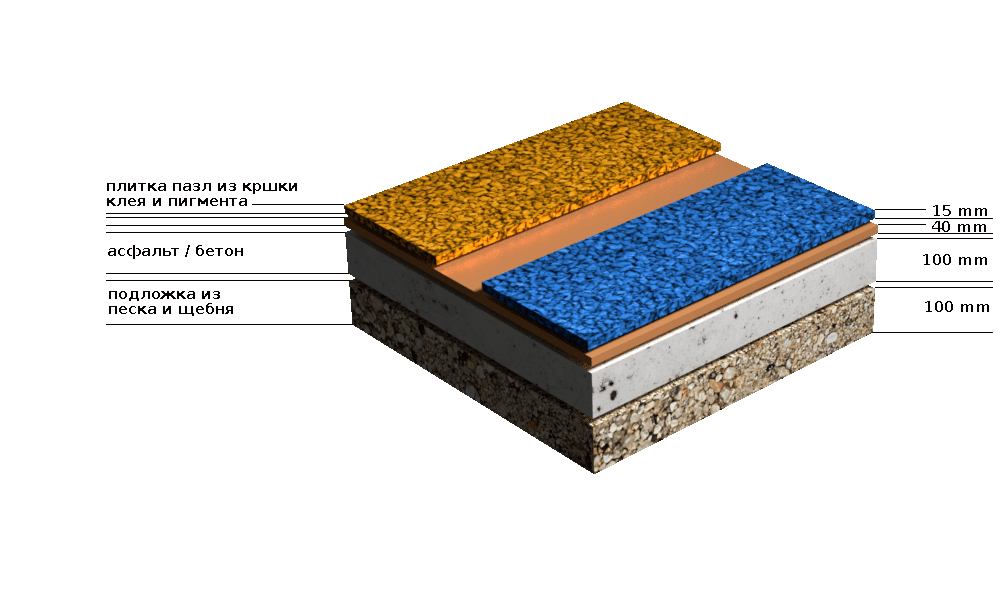 плитка пазл из кршки
клея и пигмента
асфальт / бетон
подложка из
песка и щебня
15 mm
40 mm
100 mm
100 mm